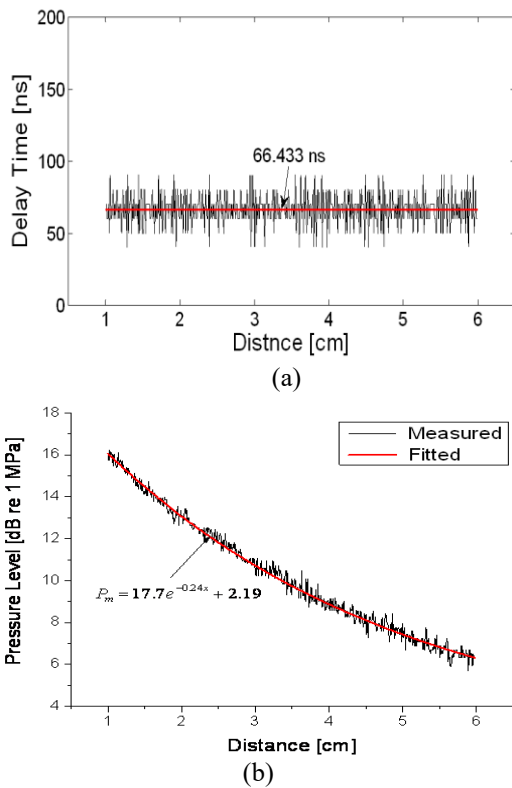 200
150
100
50
0
Delay Time [ns]
66.433 ns
1 2 3 4 5 6
Distnce [cm]
(a)
18
16
14
12
10
8
6
4
Pressure Level [dB re 1 MPa]
Measured
Fitted
P_m = 17.7e^{-0.24x} + 2.19
1 2 3 4 5 6
Distance [cm]
(b)